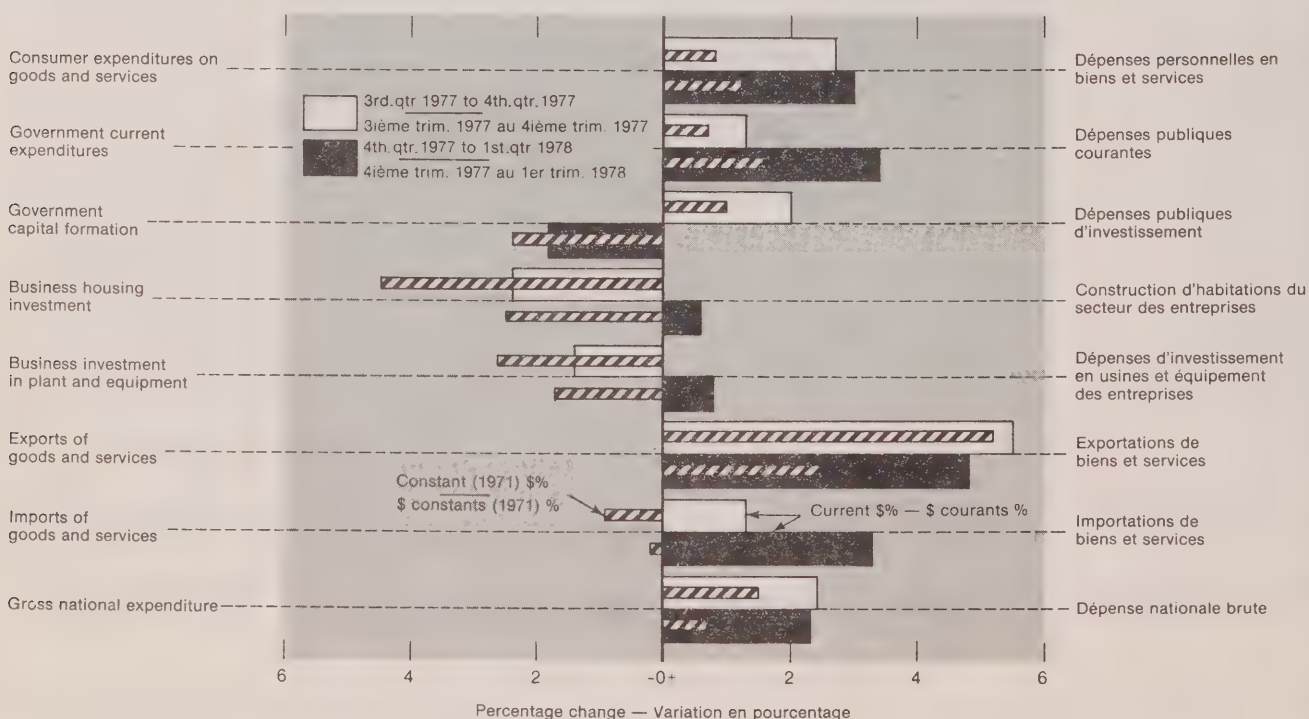 Consumer expenditures on
goods and services
Dépenses personnelles en
biens et services
3rd.qtr 1977 to 4th.qtr.1977
3ième trim. 1977 au 4ième trim. 1977
4th.qtr.1977 to 1st.qtr 1978
4ième trim. 1977 au 1er trim. 1978
Government current
expenditures
Dépenses publiques
courantes
Government
capital formation
Dépenses publiques
d'investissement
Business housing
investment
Construction d'habitations du
secteur des entreprises
Business investment
in plant and equipment
Dépenses d'investissement
en usines et équipement
des entreprises
Exports of
goods and services
Exportations de
biens et services
Constant (1971) $%
$ constants (1971) %
Current $% — $ courants %
Imports of
goods and services
Importations de
biens et services
Gross national expenditure
Dépense nationale brute
6 4 2 -0+ 2 4 6
Percentage change — Variation en pourcentage